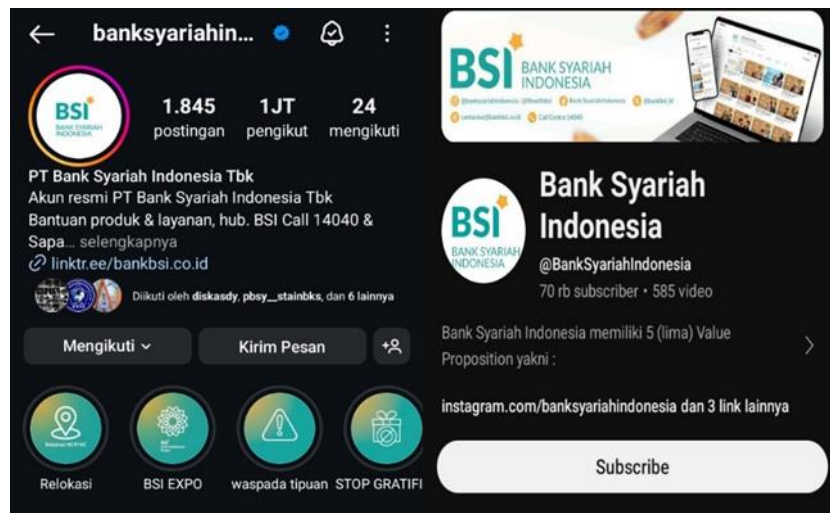 banksyariahin...
BSI
BANK SYARIAH
INDONESIA
1.845
postingan
1JT
pengikut
24
mengikuti
PT Bank Syariah Indonesia Tbk
Akun resmi PT Bank Syariah Indonesia Tbk
Bantuan produk & layanan, hub. BSI Call 14040 &
Sapa... selengkapnya
linktr.ee/bankbsi.co.id
Diikuti oleh diskasdy, pbsy__stainbks, dan 6 lainnya
Mengikuti
Kirim Pesan
Relokasi
BSI EXPO
waspada tipuan
STOP GRATIFI
BSI BANK SYARIAH
INDONESIA
Call Centre 14040
BSI
BANK SYARIAH
INDONESIA
Bank Syariah
Indonesia
@BankSyariahIndonesia
70 rb subscriber • 585 video
Bank Syariah Indonesia memiliki 5 (lima) Value
Proposition yakni :
instagram.com/banksyariahindonesia dan 3 link lainnya
Subscribe